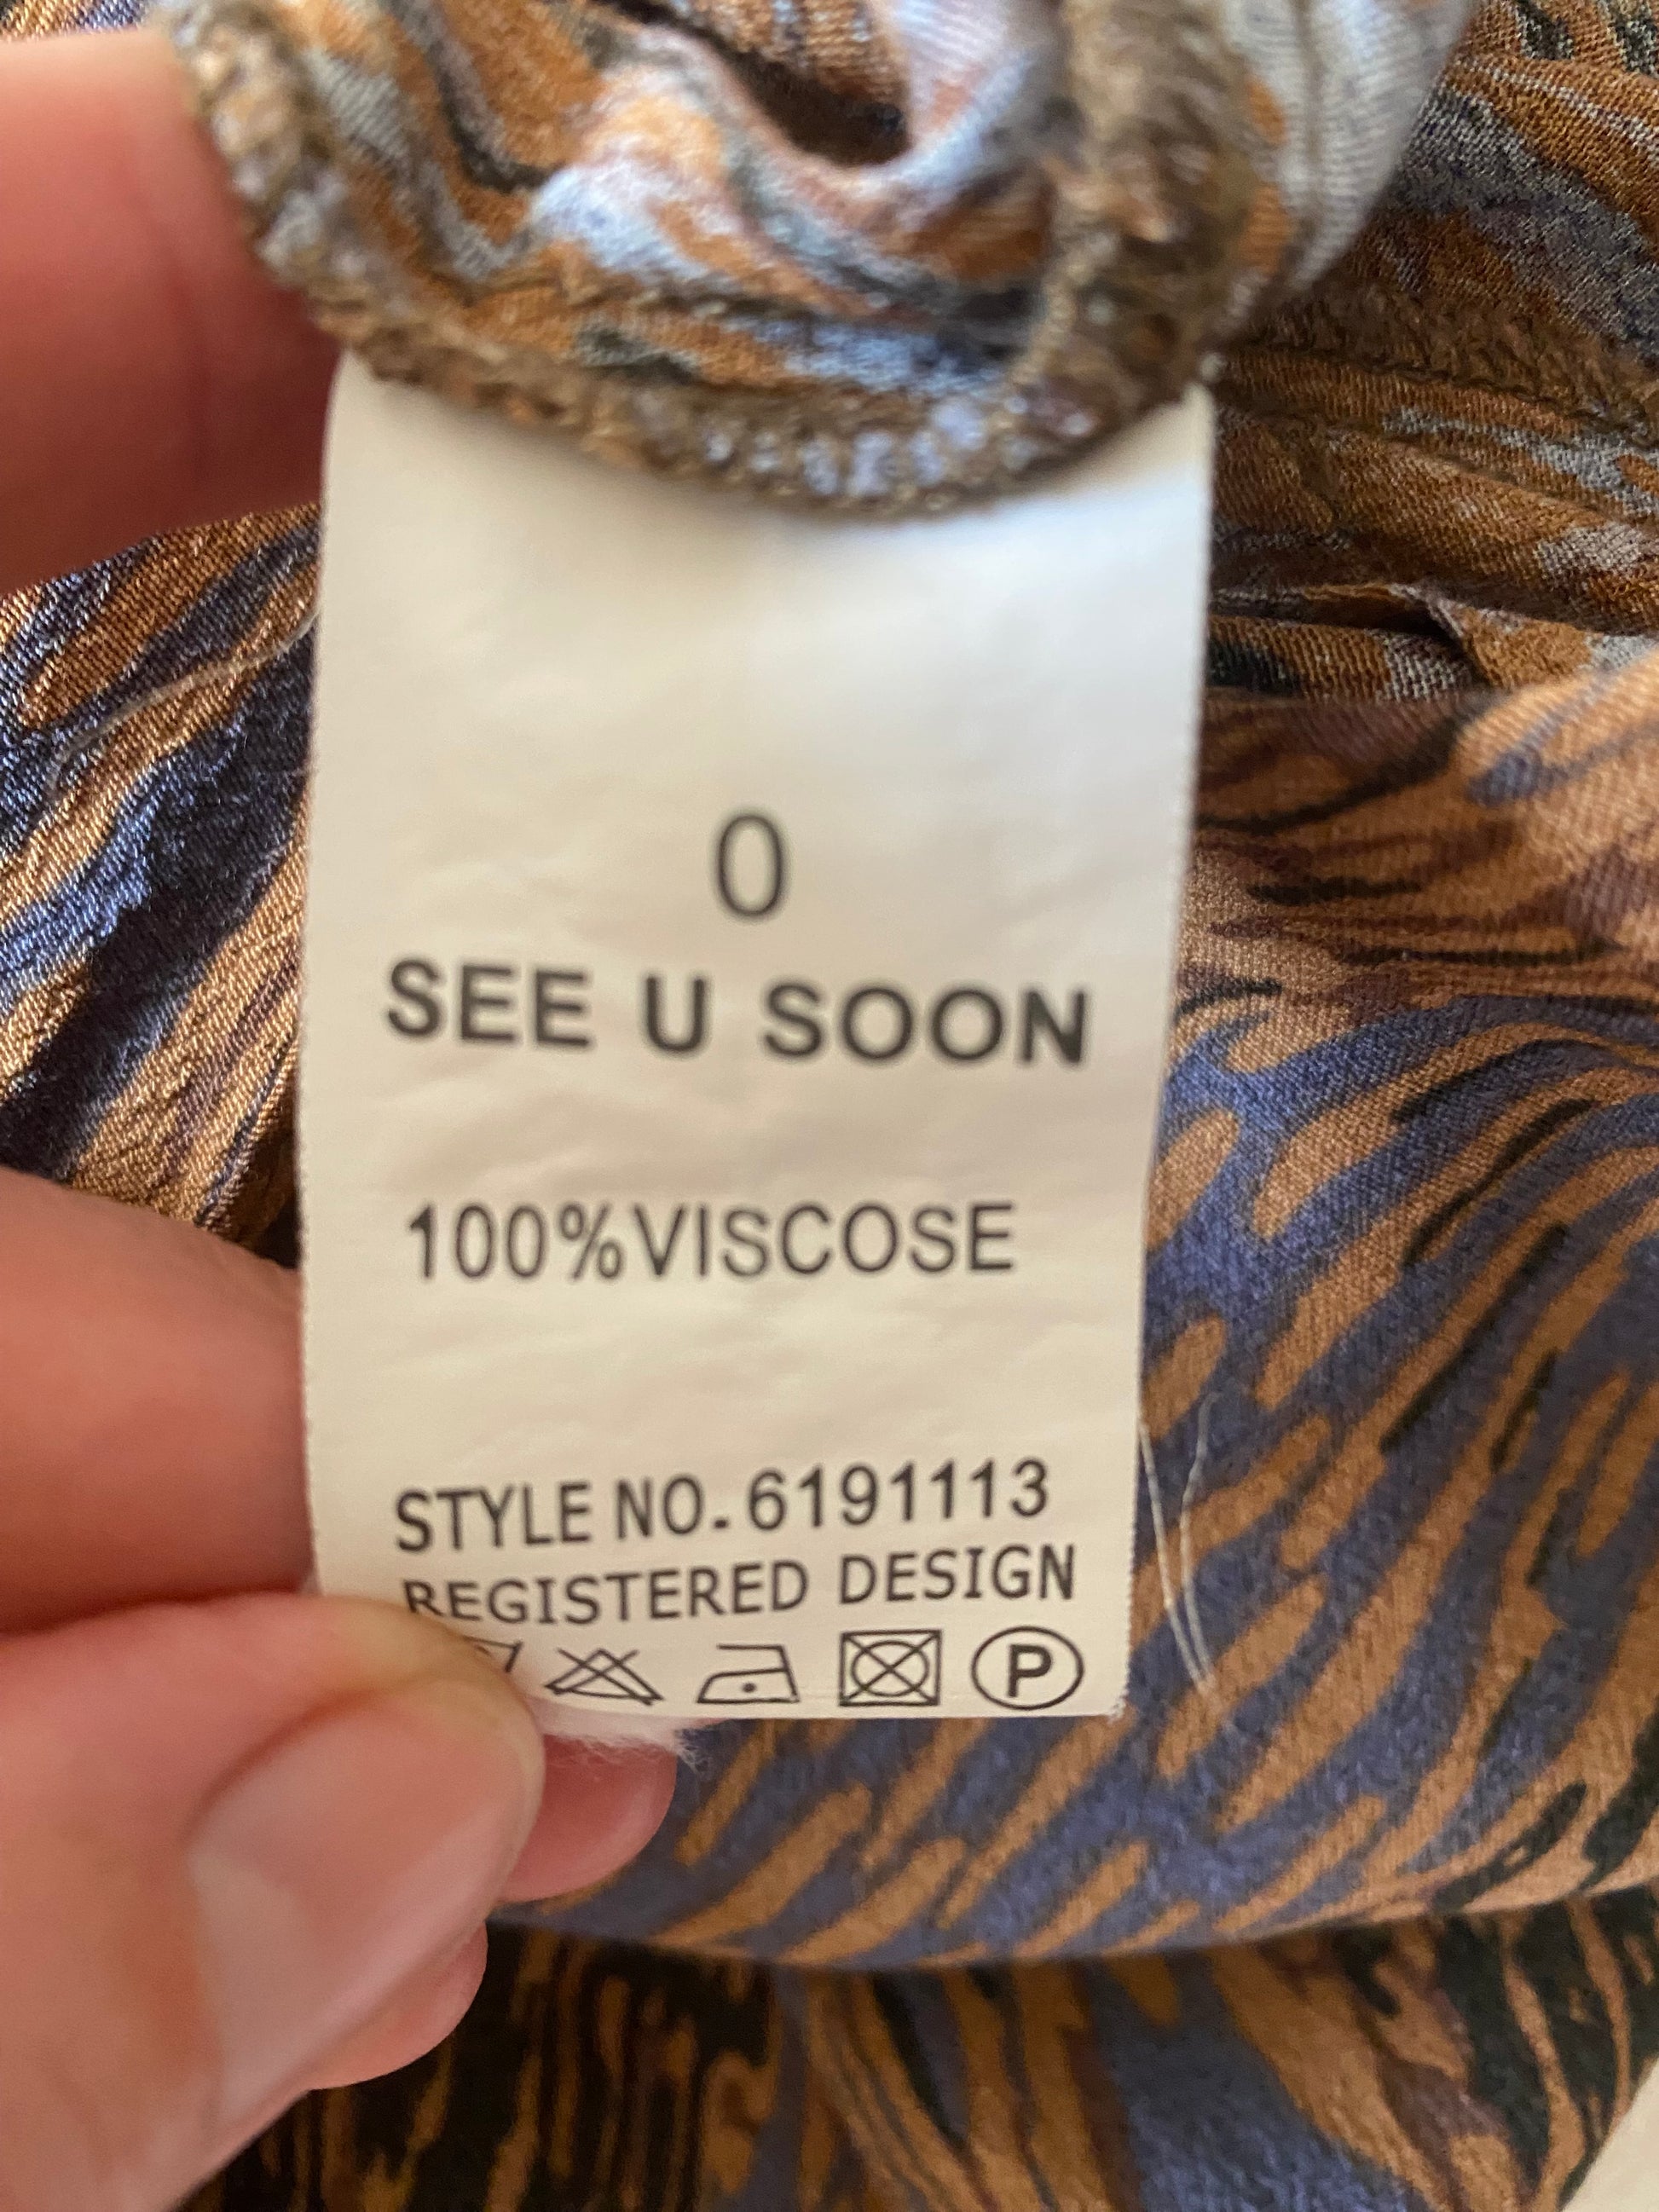 0
SEE U SOON
100%VISCOSE
STYLE NO.6191113
REGISTERED DESIGN
P